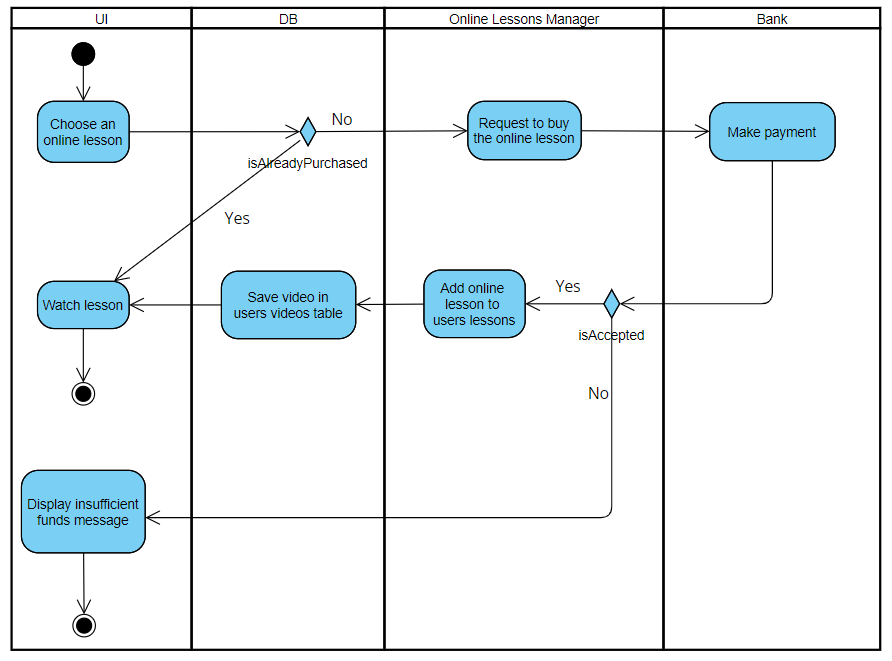 UI
DB
Online Lessons Manager
Bank
Choose an
online lesson
No
isAlreadyPurchased
Request to buy
the online lesson
Make payment
Yes
Watch lesson
Save video in
users videos table
Add online
lesson to
users lessons
Yes
isAccepted
No
Display insufficient
funds message